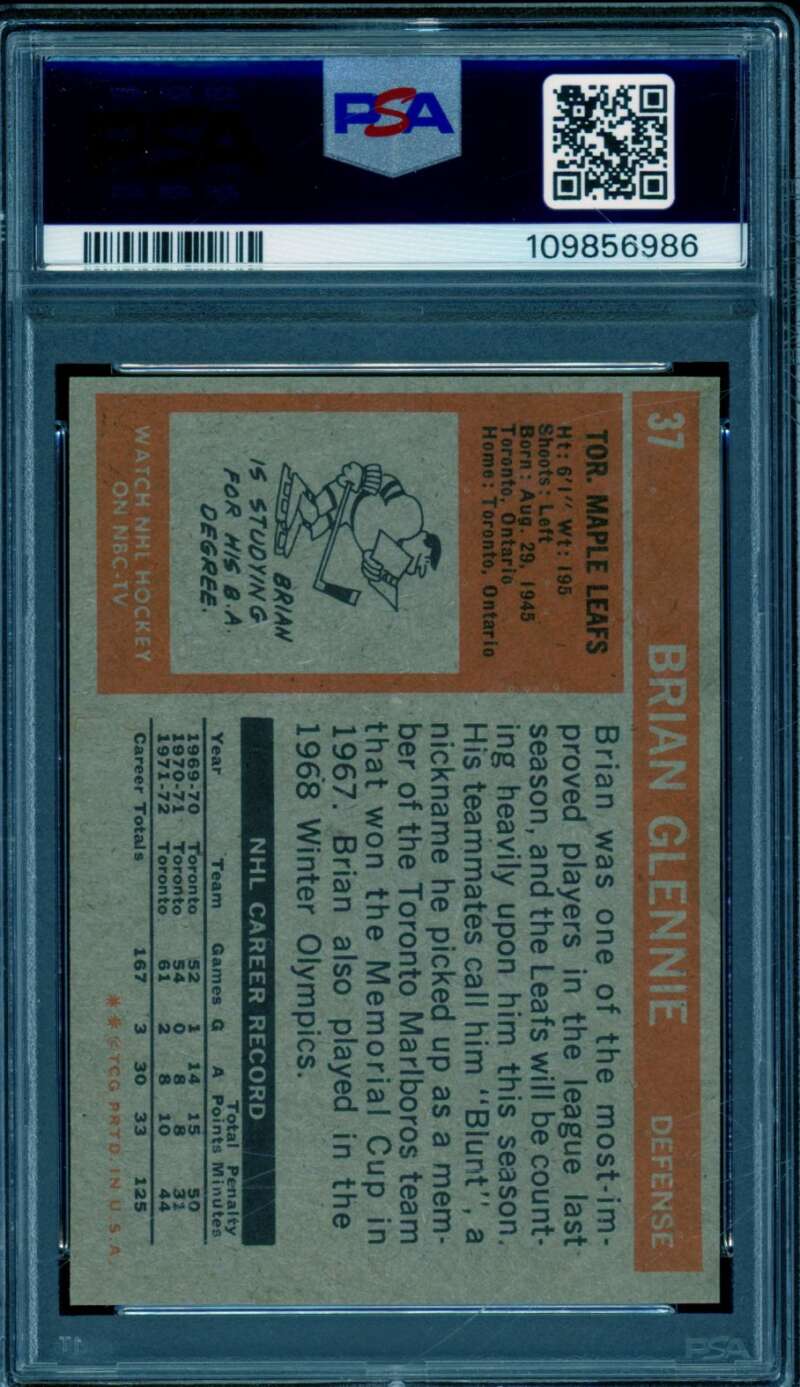 PSA
109856986
37 BRIAN GLENNIE DEFENSE
TOR. MAPLE LEAFS
Ht: 6'1" Wt: 195
Shoots: Left
Born: Aug. 29, 1945
Toronto, Ontario
Home: Toronto, Ontario
BRIAN
IS STUDYING
FOR HIS B.A.
DEGREE.
WATCH NHL HOCKEY
ON NBC-TV
Brian was one of the most-im-
proved players in the league last
season, and the Leafs will be count-
ing heavily upon him this season.
His teammates call him "Blunt", a
nickname he picked up as a mem-
ber of the Toronto Marlboros team
that won the Memorial Cup in
1967. Brian also played in the
1968 Winter Olympics.
NHL CAREER RECORD
Total Penalty
Year Team Games G A Points Minutes
1969-70 Toronto 52 1 14 15 50
1970-71 Toronto 54 0 8 8 31
1971-72 Toronto 61 2 8 10 44
Career Totals 167 3 30 33 125
**©TCG PRTD. IN U.S.A.
PSA